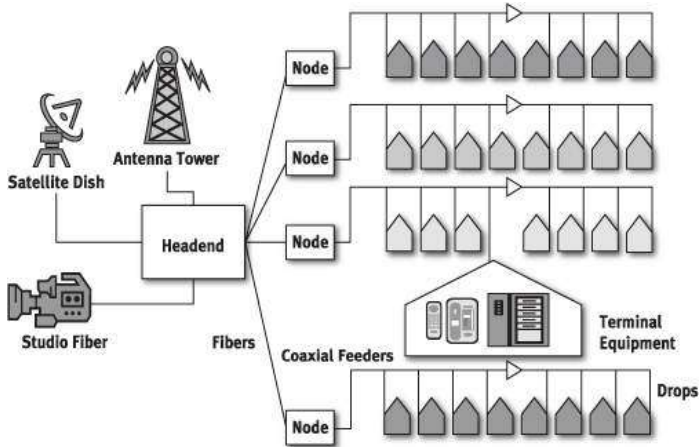 Node
Antenna Tower
Node
Satellite Dish
Headend
Node
Studio Fiber
Fibers
Terminal
Equipment
Coaxial Feeders
Drops
Node